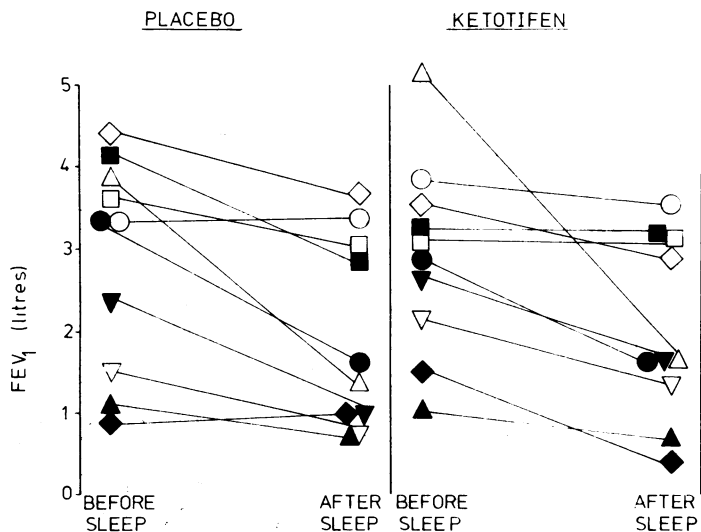 PLACEBO
KETOTIFEN
FEV1 (litres)
5
4
3
2
1
0
BEFORE SLEEP
AFTER SLEEP
BEFORE SLEEP
AFTER SLEEP